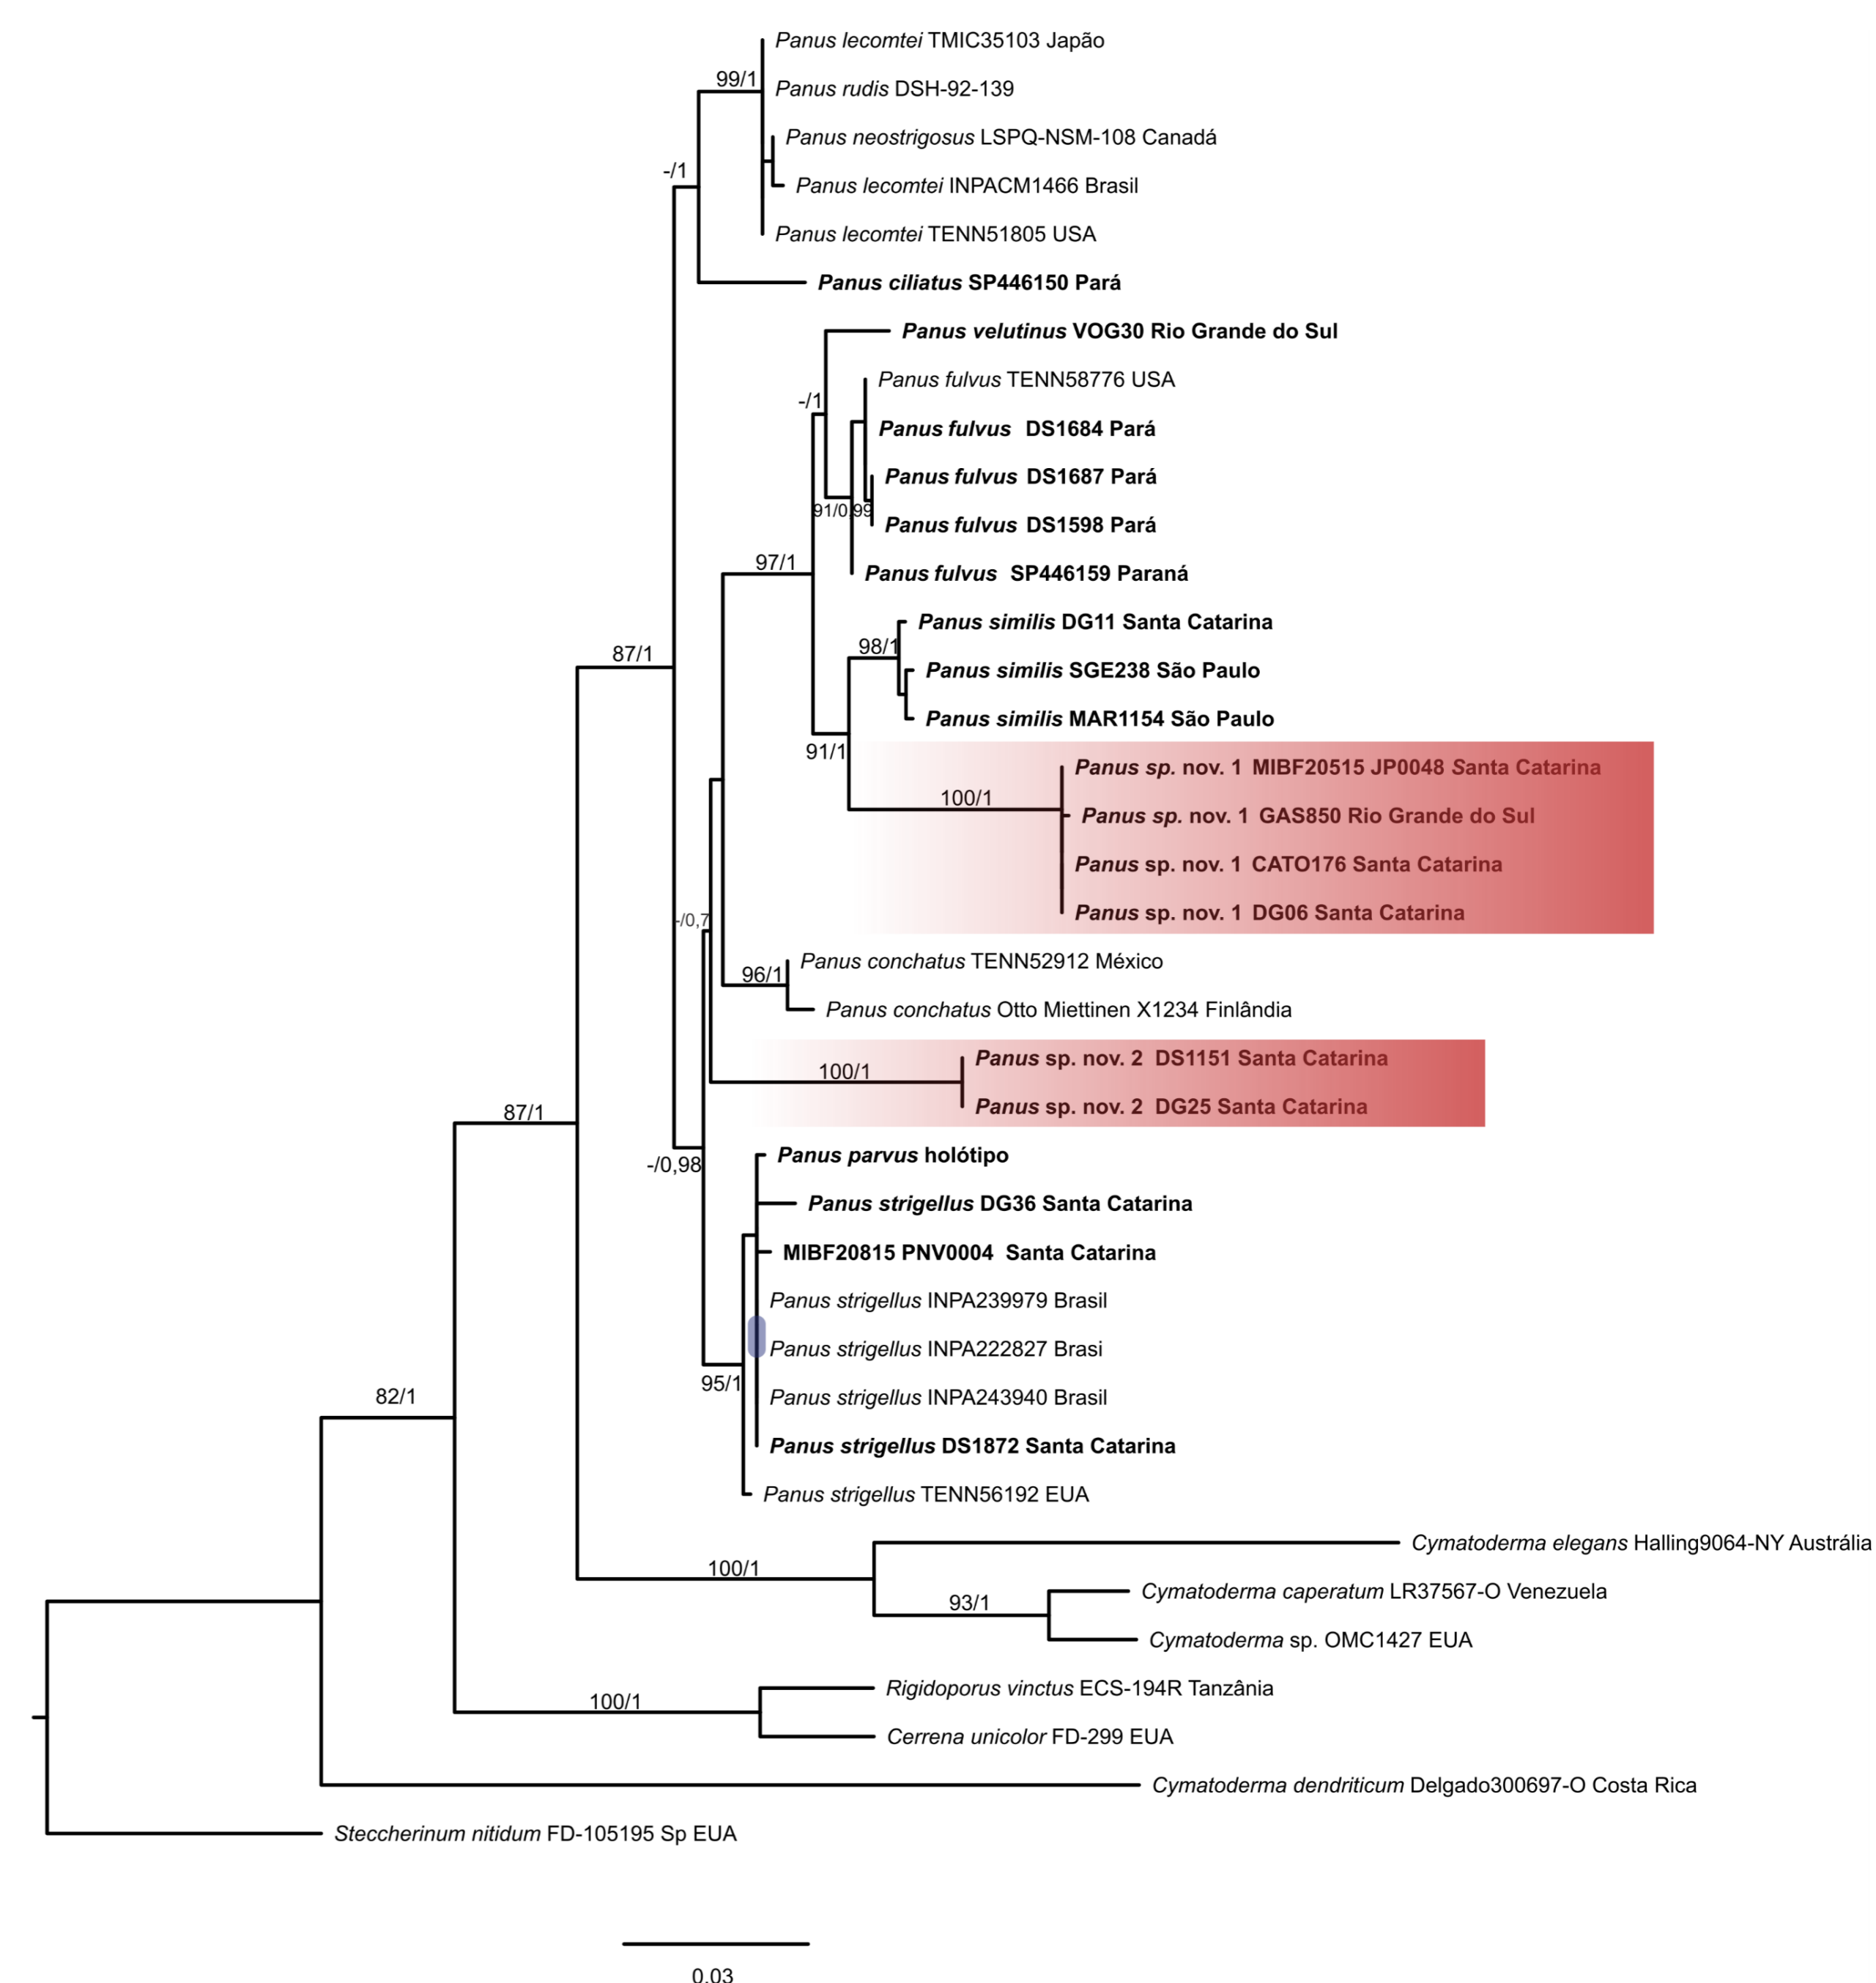 Panus lecomtei TMIC35103 Japão
99/1
Panus rudis DSH-92-139
Panus neostrigosus LSPQ-NSM-108 Canadá
-/1
Panus lecomtei INPACM1466 Brasil
Panus lecomtei TENN51805 USA
Panus ciliatus SP446150 Pará
Panus velutinus VOG30 Rio Grande do Sul
Panus fulvus TENN58776 USA
-/1
Panus fulvus DS1684 Pará
Panus fulvus DS1687 Pará
91/0,99
Panus fulvus DS1598 Pará
97/1
Panus fulvus SP446159 Paraná
Panus similis DG11 Santa Catarina
98/1
87/1
Panus similis SGE238 São Paulo
Panus similis MAR1154 São Paulo
91/1
Panus sp. nov. 1 MIBF20515 JP0048 Santa Catarina
100/1
Panus sp. nov. 1 GAS850 Rio Grande do Sul
Panus sp. nov. 1 CATO176 Santa Catarina
Panus sp. nov. 1 DG06 Santa Catarina
-/0,7
Panus conchatus TENN52912 México
96/1
Panus conchatus Otto Miettinen X1234 Finlândia
Panus sp. nov. 2 DS1151 Santa Catarina
100/1
Panus sp. nov. 2 DG25 Santa Catarina
87/1
Panus parvus holótipo
-/0,98
Panus strigellus DG36 Santa Catarina
MIBF20815 PNV0004 Santa Catarina
Panus strigellus INPA239979 Brasil
Panus strigellus INPA222827 Brasi
95/1
Panus strigellus INPA243940 Brasil
82/1
Panus strigellus DS1872 Santa Catarina
Panus strigellus TENN56192 EUA
Cymatoderma elegans Halling9064-NY Austrália
100/1
Cymatoderma caperatum LR37567-O Venezuela
93/1
Cymatoderma sp. OMC1427 EUA
Rigidoporus vinctus ECS-194R Tanzânia
100/1
Cerrena unicolor FD-299 EUA
Cymatoderma dendriticum Delgado300697-O Costa Rica
Steccherinum nitidum FD-105195 Sp EUA
0.03